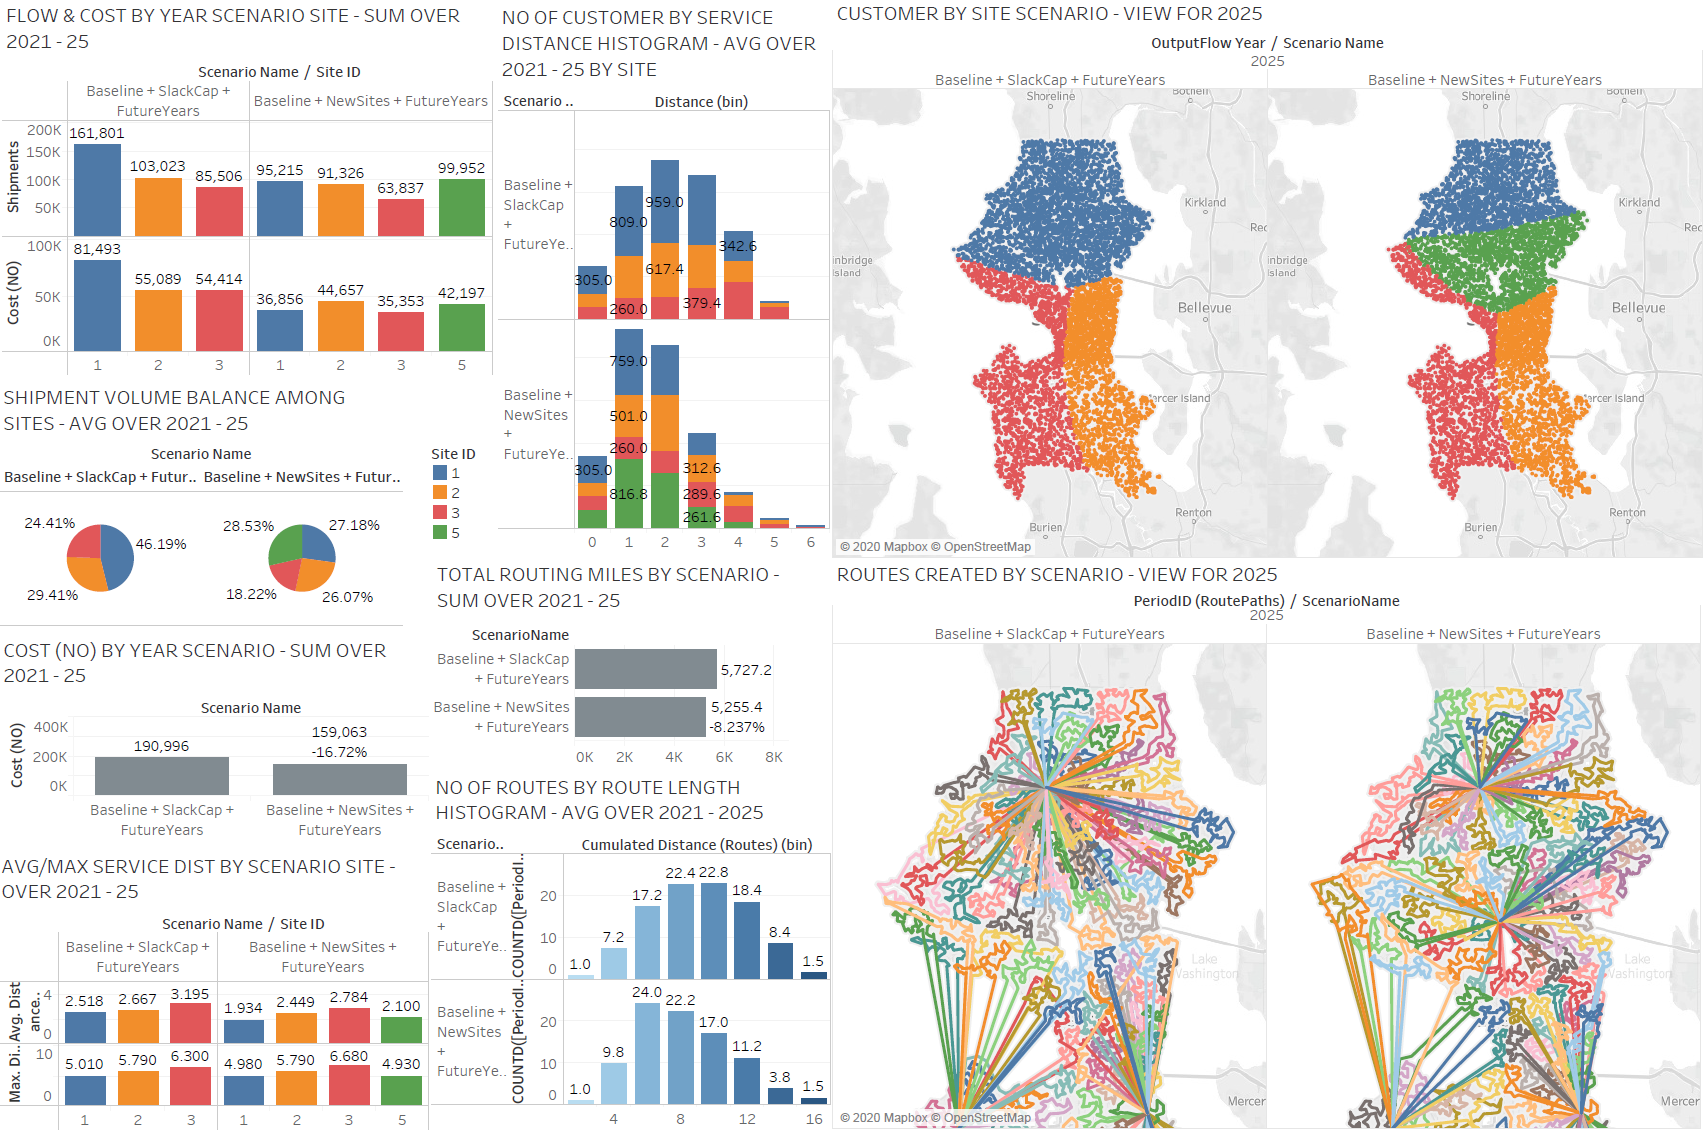 FLOW & COST BY YEAR SCENARIO SITE - SUM OVER
2021 - 25
Scenario Name / Site ID
Baseline + SlackCap +
FutureYears
Baseline + NewSites + FutureYears
Shipments
200K
150K
100K
50K
161,801
103,023
85,506
95,215
91,326
63,837
99,952
Cost (NO)
100K
50K
0K
81,493
55,089
54,414
36,856
44,657
35,353
42,197
1
2
3
1
2
3
5
SHIPMENT VOLUME BALANCE AMONG
SITES - AVG OVER 2021 - 25
Scenario Name
Baseline + SlackCap + Futur..
Baseline + NewSites + Futur..
24.41%
46.19%
29.41%
28.53%
27.18%
18.22%
26.07%
Site ID
1
2
3
5
COST (NO) BY YEAR SCENARIO - SUM OVER
2021 - 25
Scenario Name
Cost (NO)
400K
200K
0K
190,996
159,063
-16.72%
Baseline + SlackCap +
FutureYears
Baseline + NewSites +
FutureYears
AVG/MAX SERVICE DIST BY SCENARIO SITE -
OVER 2021 - 25
Scenario Name / Site ID
Baseline + SlackCap +
FutureYears
Baseline + NewSites +
FutureYears
Avg. Dist
ance..
4
0
2.518
2.667
3.195
1.934
2.449
2.784
2.100
Max. Di..
10
0
5.010
5.790
6.300
4.980
5.790
6.680
4.930
1
2
3
1
2
3
5
NO OF CUSTOMER BY SERVICE
DISTANCE HISTOGRAM - AVG OVER
2021 - 25 BY SITE
Scenario ..
Distance (bin)
Baseline +
SlackCap
+
FutureYe..
305.0
809.0
260.0
959.0
617.4
379.4
342.6
Baseline +
NewSites
+
FutureYe..
305.0
759.0
501.0
260.0
816.8
312.6
289.6
261.6
0
1
2
3
4
5
6
TOTAL ROUTING MILES BY SCENARIO -
SUM OVER 2021 - 25
ScenarioName
Baseline + SlackCap
+ FutureYears
5,727.2
Baseline + NewSites
+ FutureYears
5,255.4
-8.237%
0K
2K
4K
6K
8K
NO OF ROUTES BY ROUTE LENGTH
HISTOGRAM - AVG OVER 2021 - 2025
Scenario..
Cumulated Distance (Routes) (bin)
Baseline +
SlackCap
+
FutureYe..
COUNTD([PeriodI..
20
10
0
1.0
7.2
17.2
22.4
22.8
18.4
8.4
1.5
Baseline +
NewSites
+
FutureYe..
COUNTD([PeriodI..
20
10
0
1.0
9.8
24.0
22.2
17.0
11.2
3.8
1.5
4
8
12
16
CUSTOMER BY SITE SCENARIO - VIEW FOR 2025
OutputFlow Year / Scenario Name
2025
Baseline + SlackCap + FutureYears
Baseline + NewSites + FutureYears
Shoreline
Bothell
Kirkland
Rec
inbridge
Island
Bellevue
arcer Island
Renton
Burien
© 2020 Mapbox © OpenStreetMap
Shoreline
Bothell
Kirkland
Rec
inbridge
sland
Bellevue
arcer Island
Renton
Burien
ROUTES CREATED BY SCENARIO - VIEW FOR 2025
PeriodID (RoutePaths) / ScenarioName
2025
Baseline + SlackCap + FutureYears
Baseline + NewSites + FutureYears
Lake
Washington
Mercer
© 2020 Mapbox © OpenStreetMap
Lake
Washington
Mercer